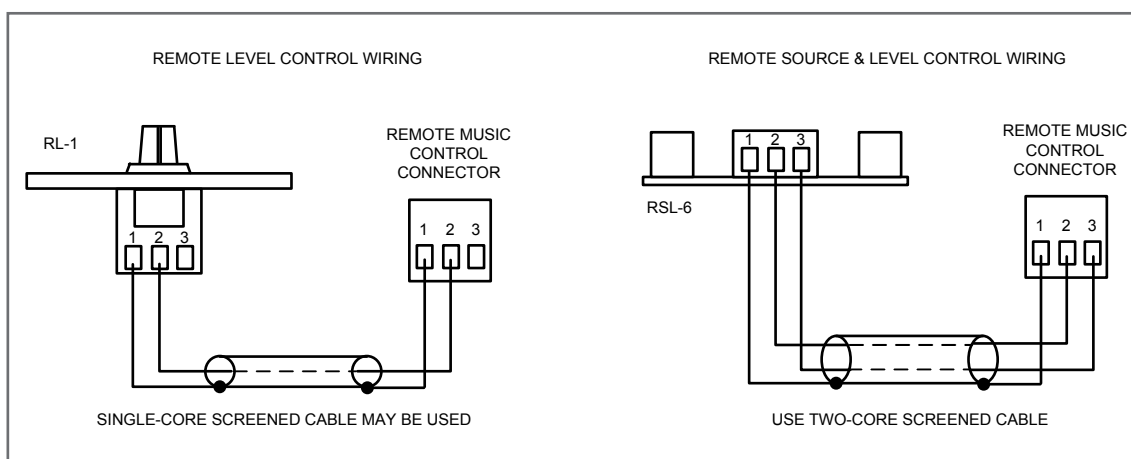 REMOTE LEVEL CONTROL WIRING
RL-1
REMOTE MUSIC
CONTROL
CONNECTOR
1 2 3
1 2 3
SINGLE-CORE SCREENED CABLE MAY BE USED
REMOTE SOURCE & LEVEL CONTROL WIRING
1 2 3
RSL-6
REMOTE MUSIC
CONTROL
CONNECTOR
1 2 3
USE TWO-CORE SCREENED CABLE